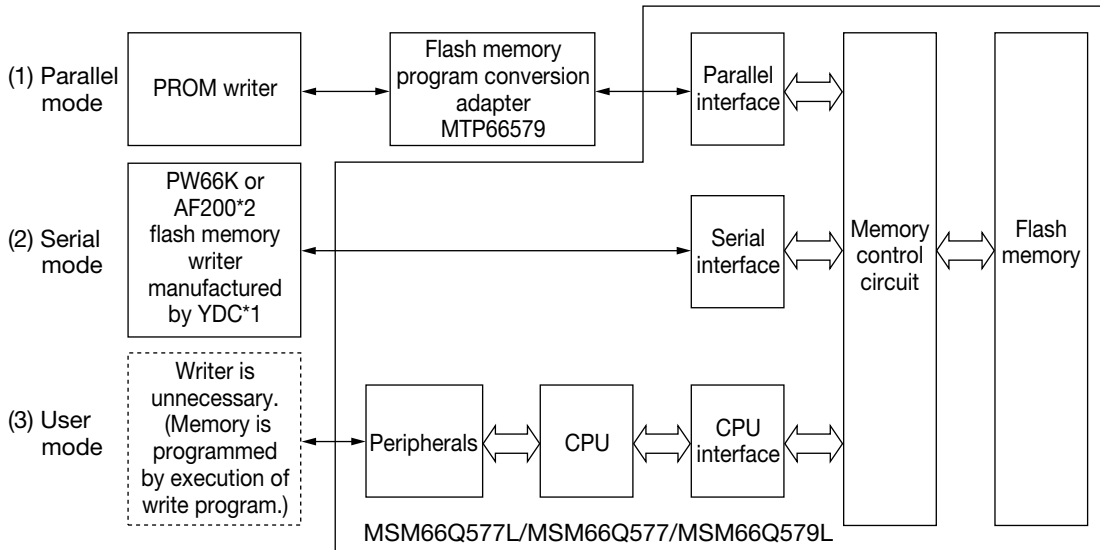 (1) Parallel
mode
PROM writer
Flash memory
program conversion
adapter
MTP66579
Parallel
interface
(2) Serial
mode
PW66K or
AF200*2
flash memory
writer
manufactured
by YDC*1
Serial
interface
Memory
control
circuit
Flash
memory
(3) User
mode
Writer is
unnecessary.
(Memory is
programmed
by execution of
write program.)
Peripherals
CPU
CPU
interface
MSM66Q577L/MSM66Q577/MSM66Q579L